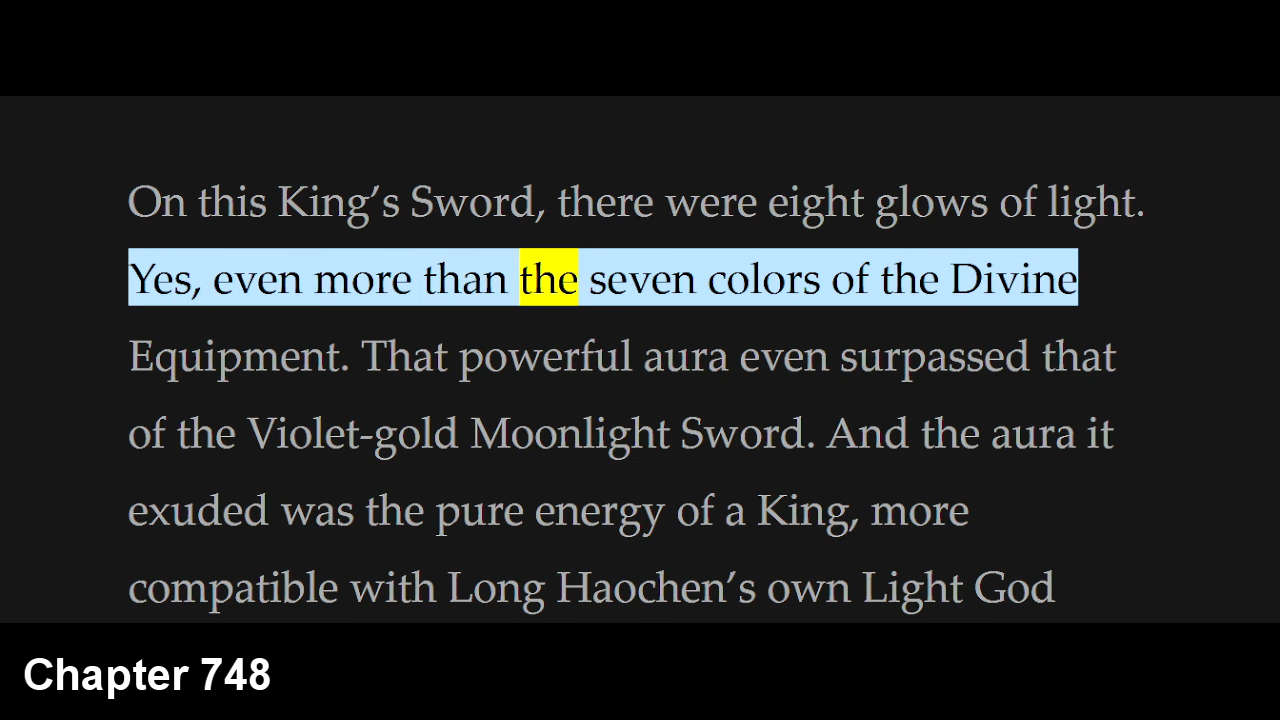 On this King’s Sword, there were eight glows of light.
Yes, even more than the seven colors of the Divine
Equipment. That powerful aura even surpassed that
of the Violet-gold Moonlight Sword. And the aura it
exuded was the pure energy of a King, more
compatible with Long Haochen’s own Light God
Chapter 748